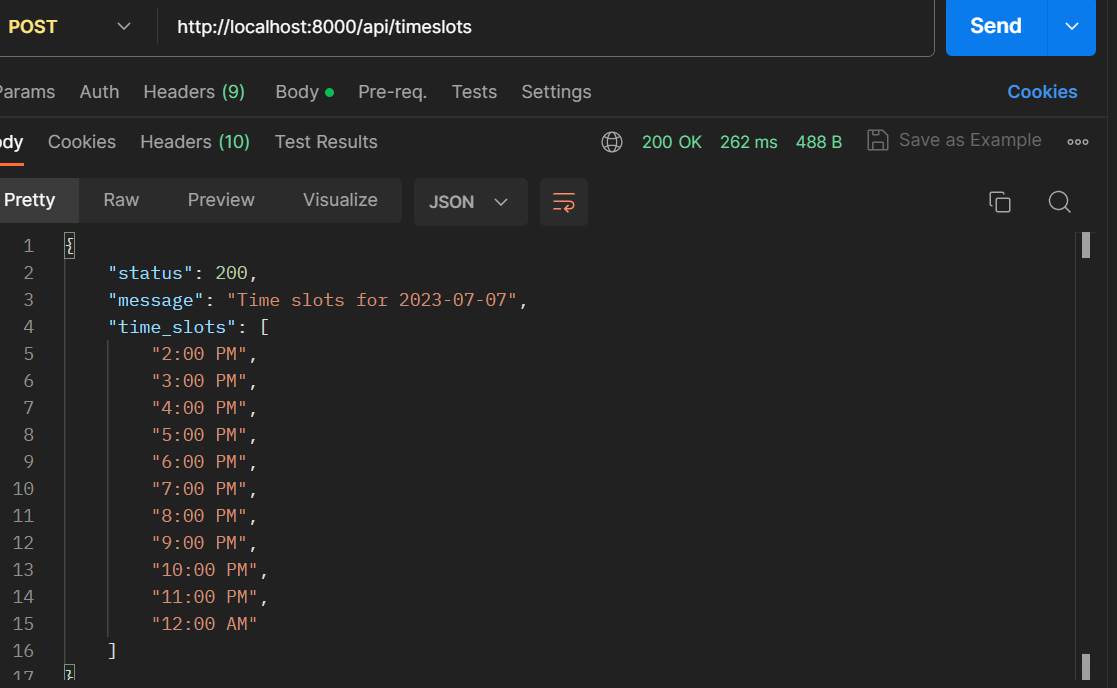 POST http://localhost:8000/api/timeslots Send
Params Auth Headers (9) Body Pre-req. Tests Settings Cookies
ody Cookies Headers (10) Test Results 200 OK 262 ms 488 B Save as Example
Pretty Raw Preview Visualize JSON
1 {
2 "status": 200,
3 "message": "Time slots for 2023-07-07",
4 "time_slots": [
5 "2:00 PM",
6 "3:00 PM",
7 "4:00 PM",
8 "5:00 PM",
9 "6:00 PM",
10 "7:00 PM",
11 "8:00 PM",
12 "9:00 PM",
13 "10:00 PM",
14 "11:00 PM",
15 "12:00 AM"
16 ]
17 }